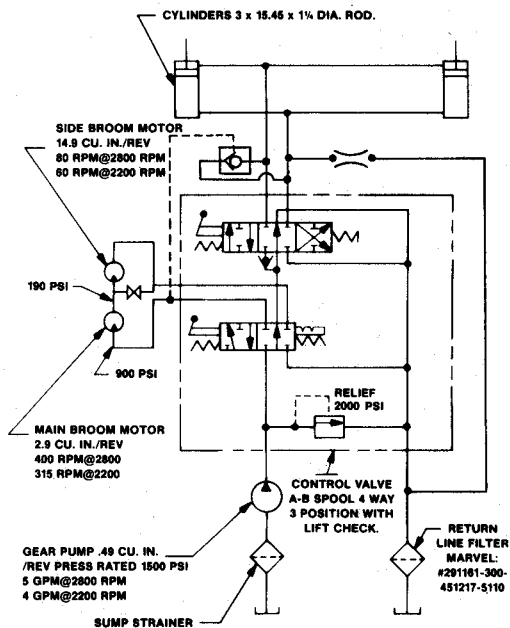 CYLINDERS 3 x 15.45 x 1¼ DIA. ROD.
SIDE BROOM MOTOR
14.9 CU. IN./REV
80 RPM@2800 RPM
60 RPM@2200 RPM
190 PSI
900 PSI
MAIN BROOM MOTOR
2.9 CU. IN./REV
400 RPM@2800
315 RPM@2200
RELIEF
2000 PSI
CONTROL VALVE
A-B SPOOL 4 WAY
3 POSITION WITH
LIFT CHECK.
GEAR PUMP .49 CU. IN.
/REV PRESS RATED 1500 PSI
5 GPM@2800 RPM
4 GPM@2200 RPM
SUMP STRAINER
RETURN
LINE FILTER
MARVEL:
#291161-300-
451217-5110